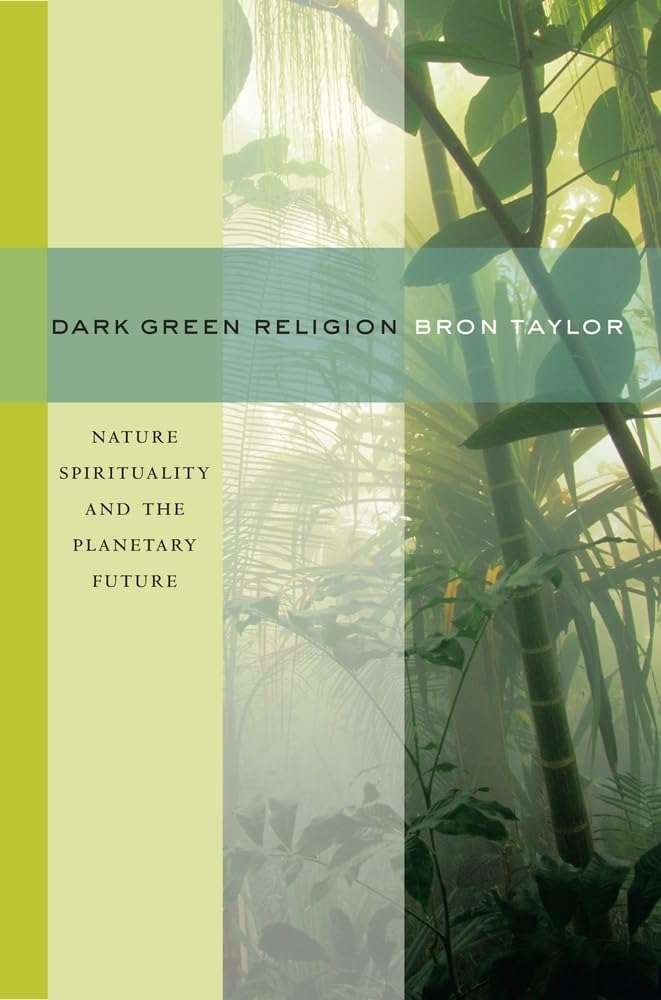 DARK GREEN RELIGION BRON TAYLOR
NATURE
SPIRITUALITY
AND THE
PLANETARY
FUTURE